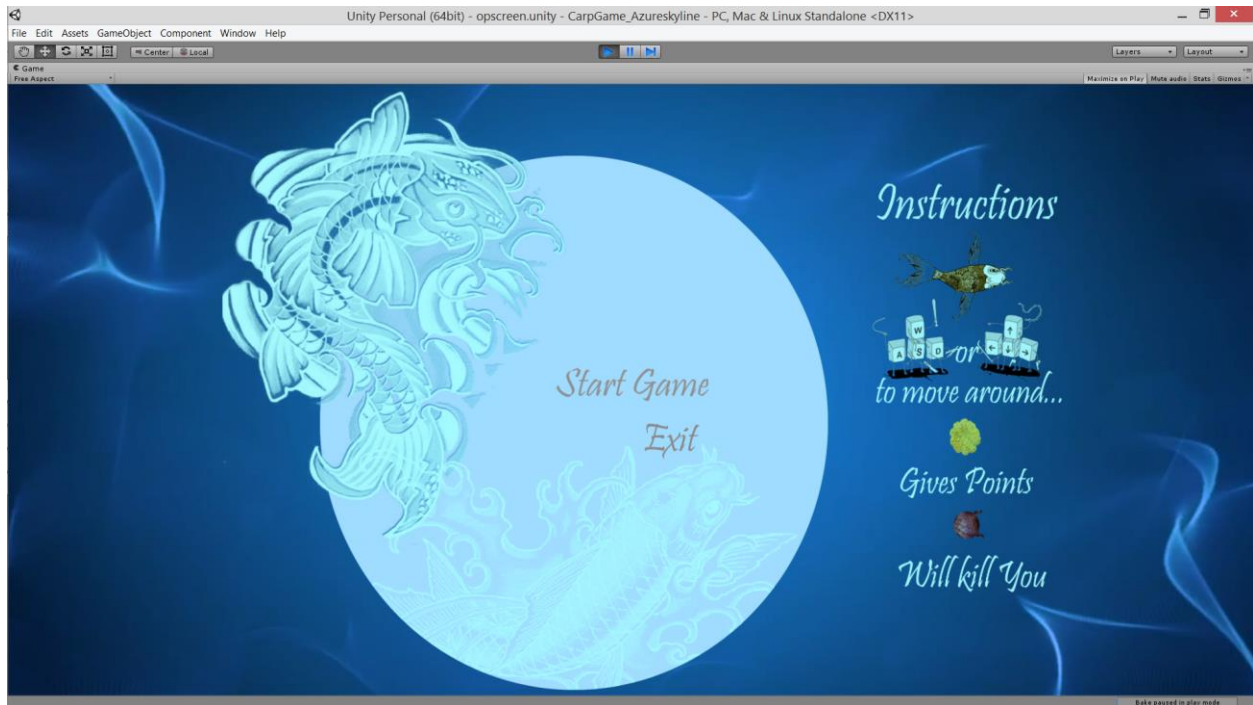 Unity Personal (64bit) - opscreen.unity - CarpGame_Azureskyline - PC, Mac & Linux Standalone <DX11>
File Edit Assets GameObject Component Window Help
Center Local Layers Layout
Game
Free Aspect Maximize on Play Mute audio Stats Gizmos
Instructions
W
A S D or
to move around...
Start Game
Exit
Gives Points
Will kill You
Bake paused in play mode